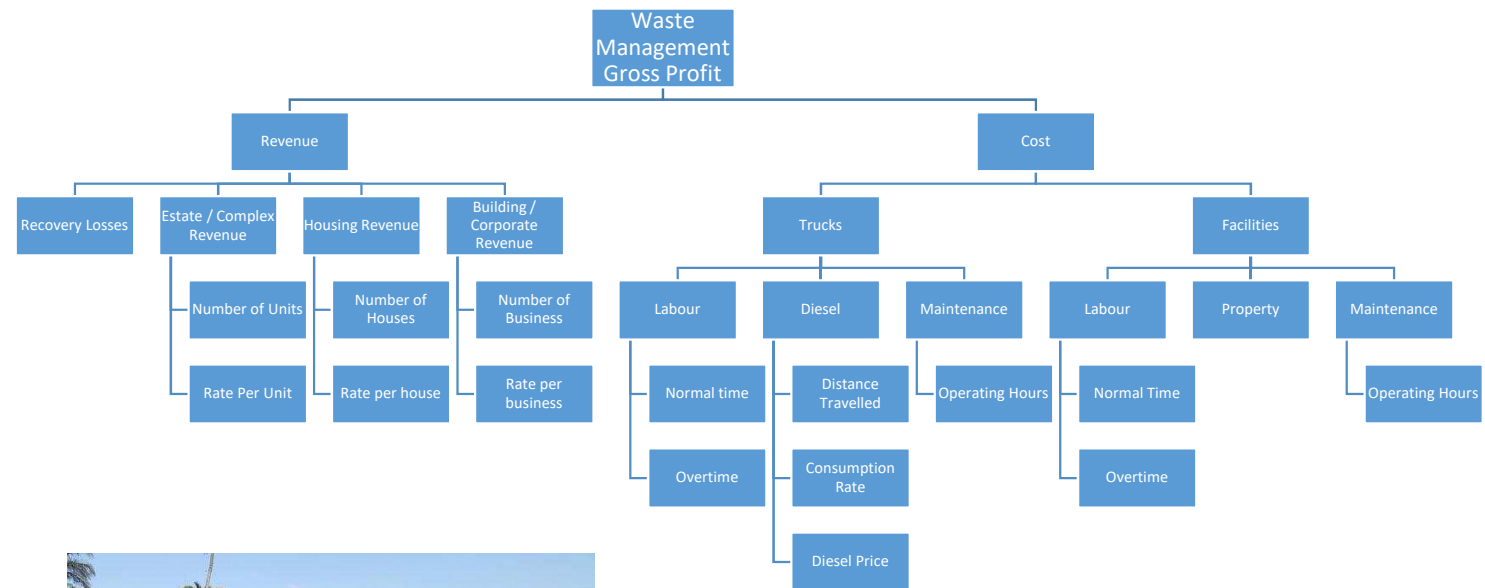 Waste
Management
Gross Profit
Revenue
Cost
Recovery Losses
Estate / Complex
Revenue
Housing Revenue
Building /
Corporate
Revenue
Trucks
Facilities
Number of Units
Number of
Houses
Number of
Business
Labour
Diesel
Maintenance
Labour
Property
Maintenance
Rate Per Unit
Rate per house
Rate per
business
Normal time
Distance
Travelled
Operating Hours
Normal Time
Operating Hours
Overtime
Consumption
Rate
Overtime
Diesel Price